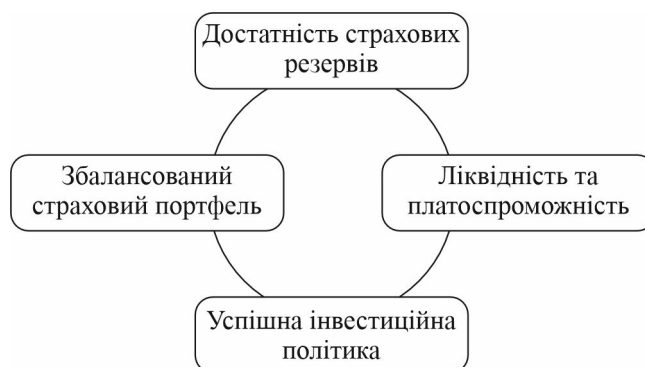 Достатність страхових
резервів
Збалансований
страховий портфель
Ліквідність та
платоспроможність
Успішна інвестиційна
політика